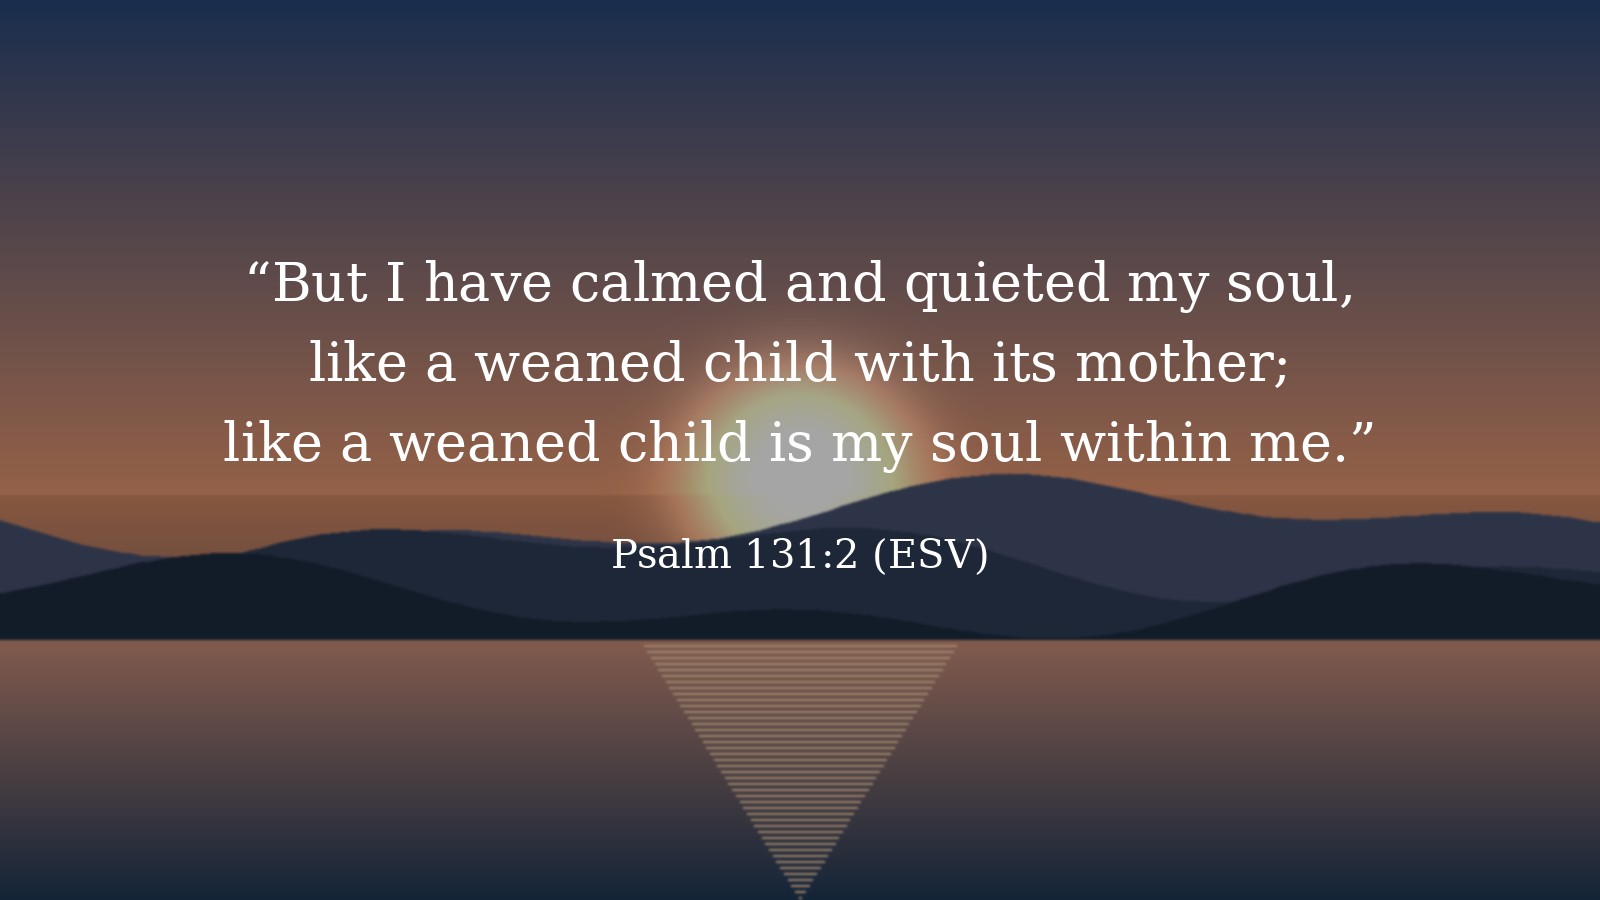 “But I have calmed and quieted my soul,
like a weaned child with its mother;
like a weaned child is my soul within me.”
Psalm 131:2 (ESV)